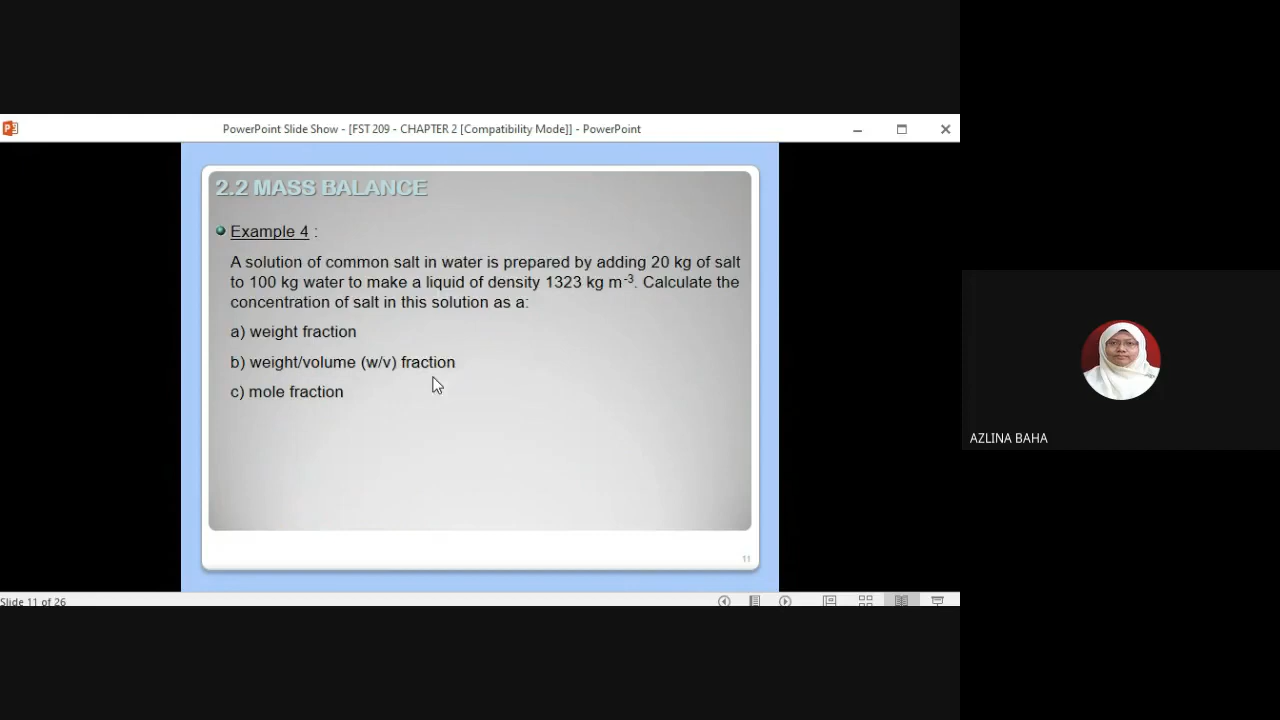 PowerPoint Slide Show - [FST 209 - CHAPTER 2 [Compatibility Mode]] - PowerPoint
2.2 MASS BALANCE
Example 4 :
A solution of common salt in water is prepared by adding 20 kg of salt
to 100 kg water to make a liquid of density 1323 kg m-3. Calculate the
concentration of salt in this solution as a:
a) weight fraction
b) weight/volume (w/v) fraction
c) mole fraction
11
Slide 11 of 26
AZLINA BAHA